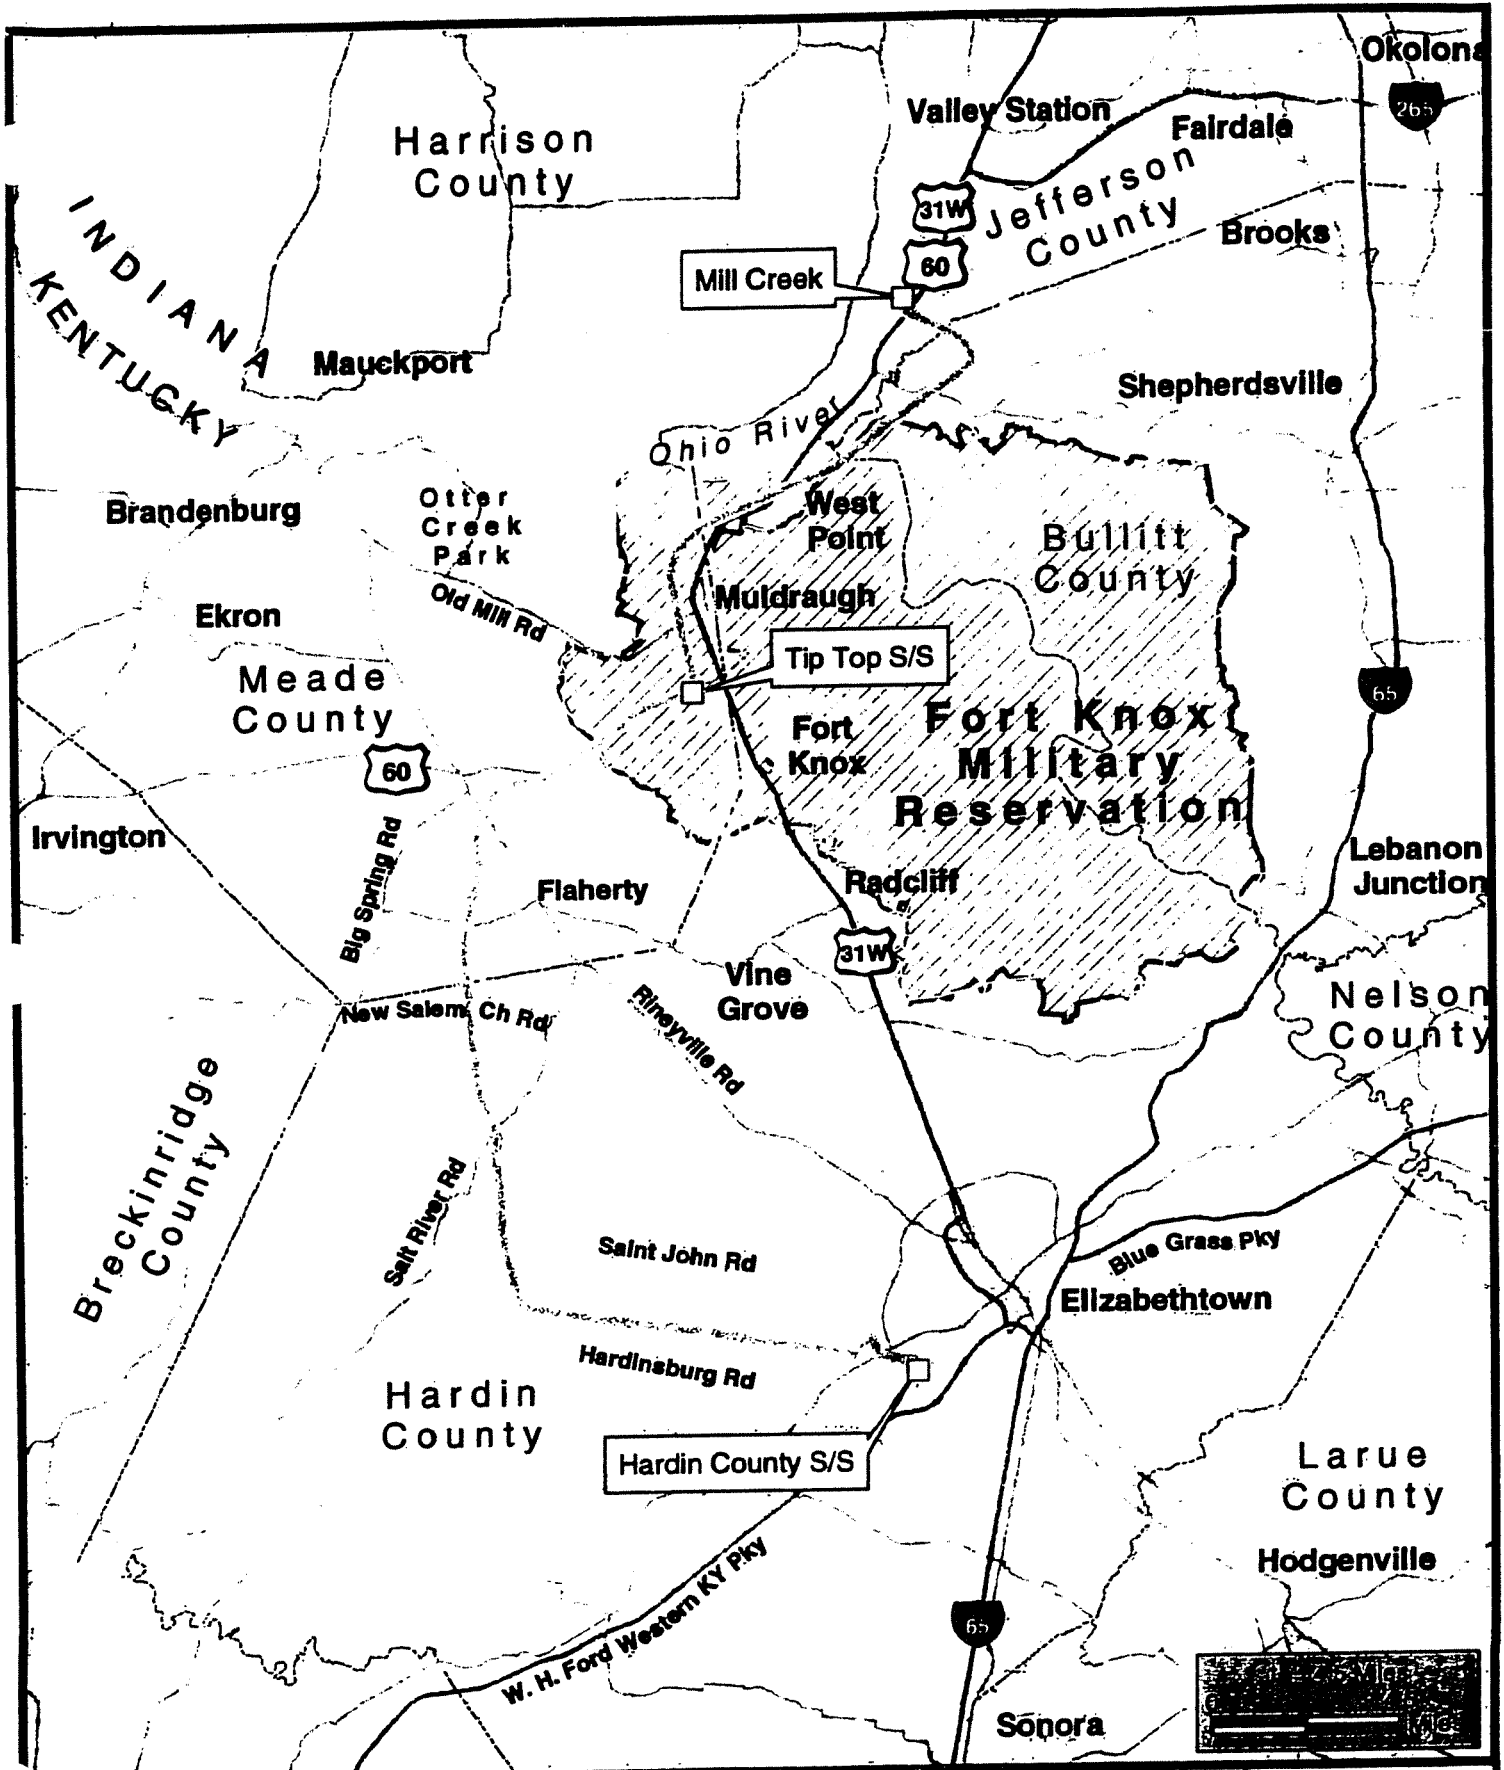 Okolona
265
Valley Station
Fairdale
Harrison
County
31W
Jefferson
County
Brooks
60
Mill Creek
INDIANA
KENTUCKY
Mauckport
Shepherdsville
Ohio River
Brandenburg
Otter
Creek
Park
West
Point
Bullitt
County
Old Mill Rd
Muldraugh
Ekron
Tip Top S/S
Meade
County
65
Fort
Knox
Fort Knox
Military
Reservation
60
Irvington
Big Spring Rd
Lebanon
Junction
Flaherty
Radcliff
31W
Vine
Grove
New Salem Ch Rd
Rineyville Rd
Nelson
County
Breckinridge
County
Salt River Rd
Saint John Rd
Blue Grass Pky
Elizabethtown
Hardinsburg Rd
Hardin
County
Hardin County S/S
Larue
County
Hodgenville
W. H. Ford Western KY Pky
65
Sonora